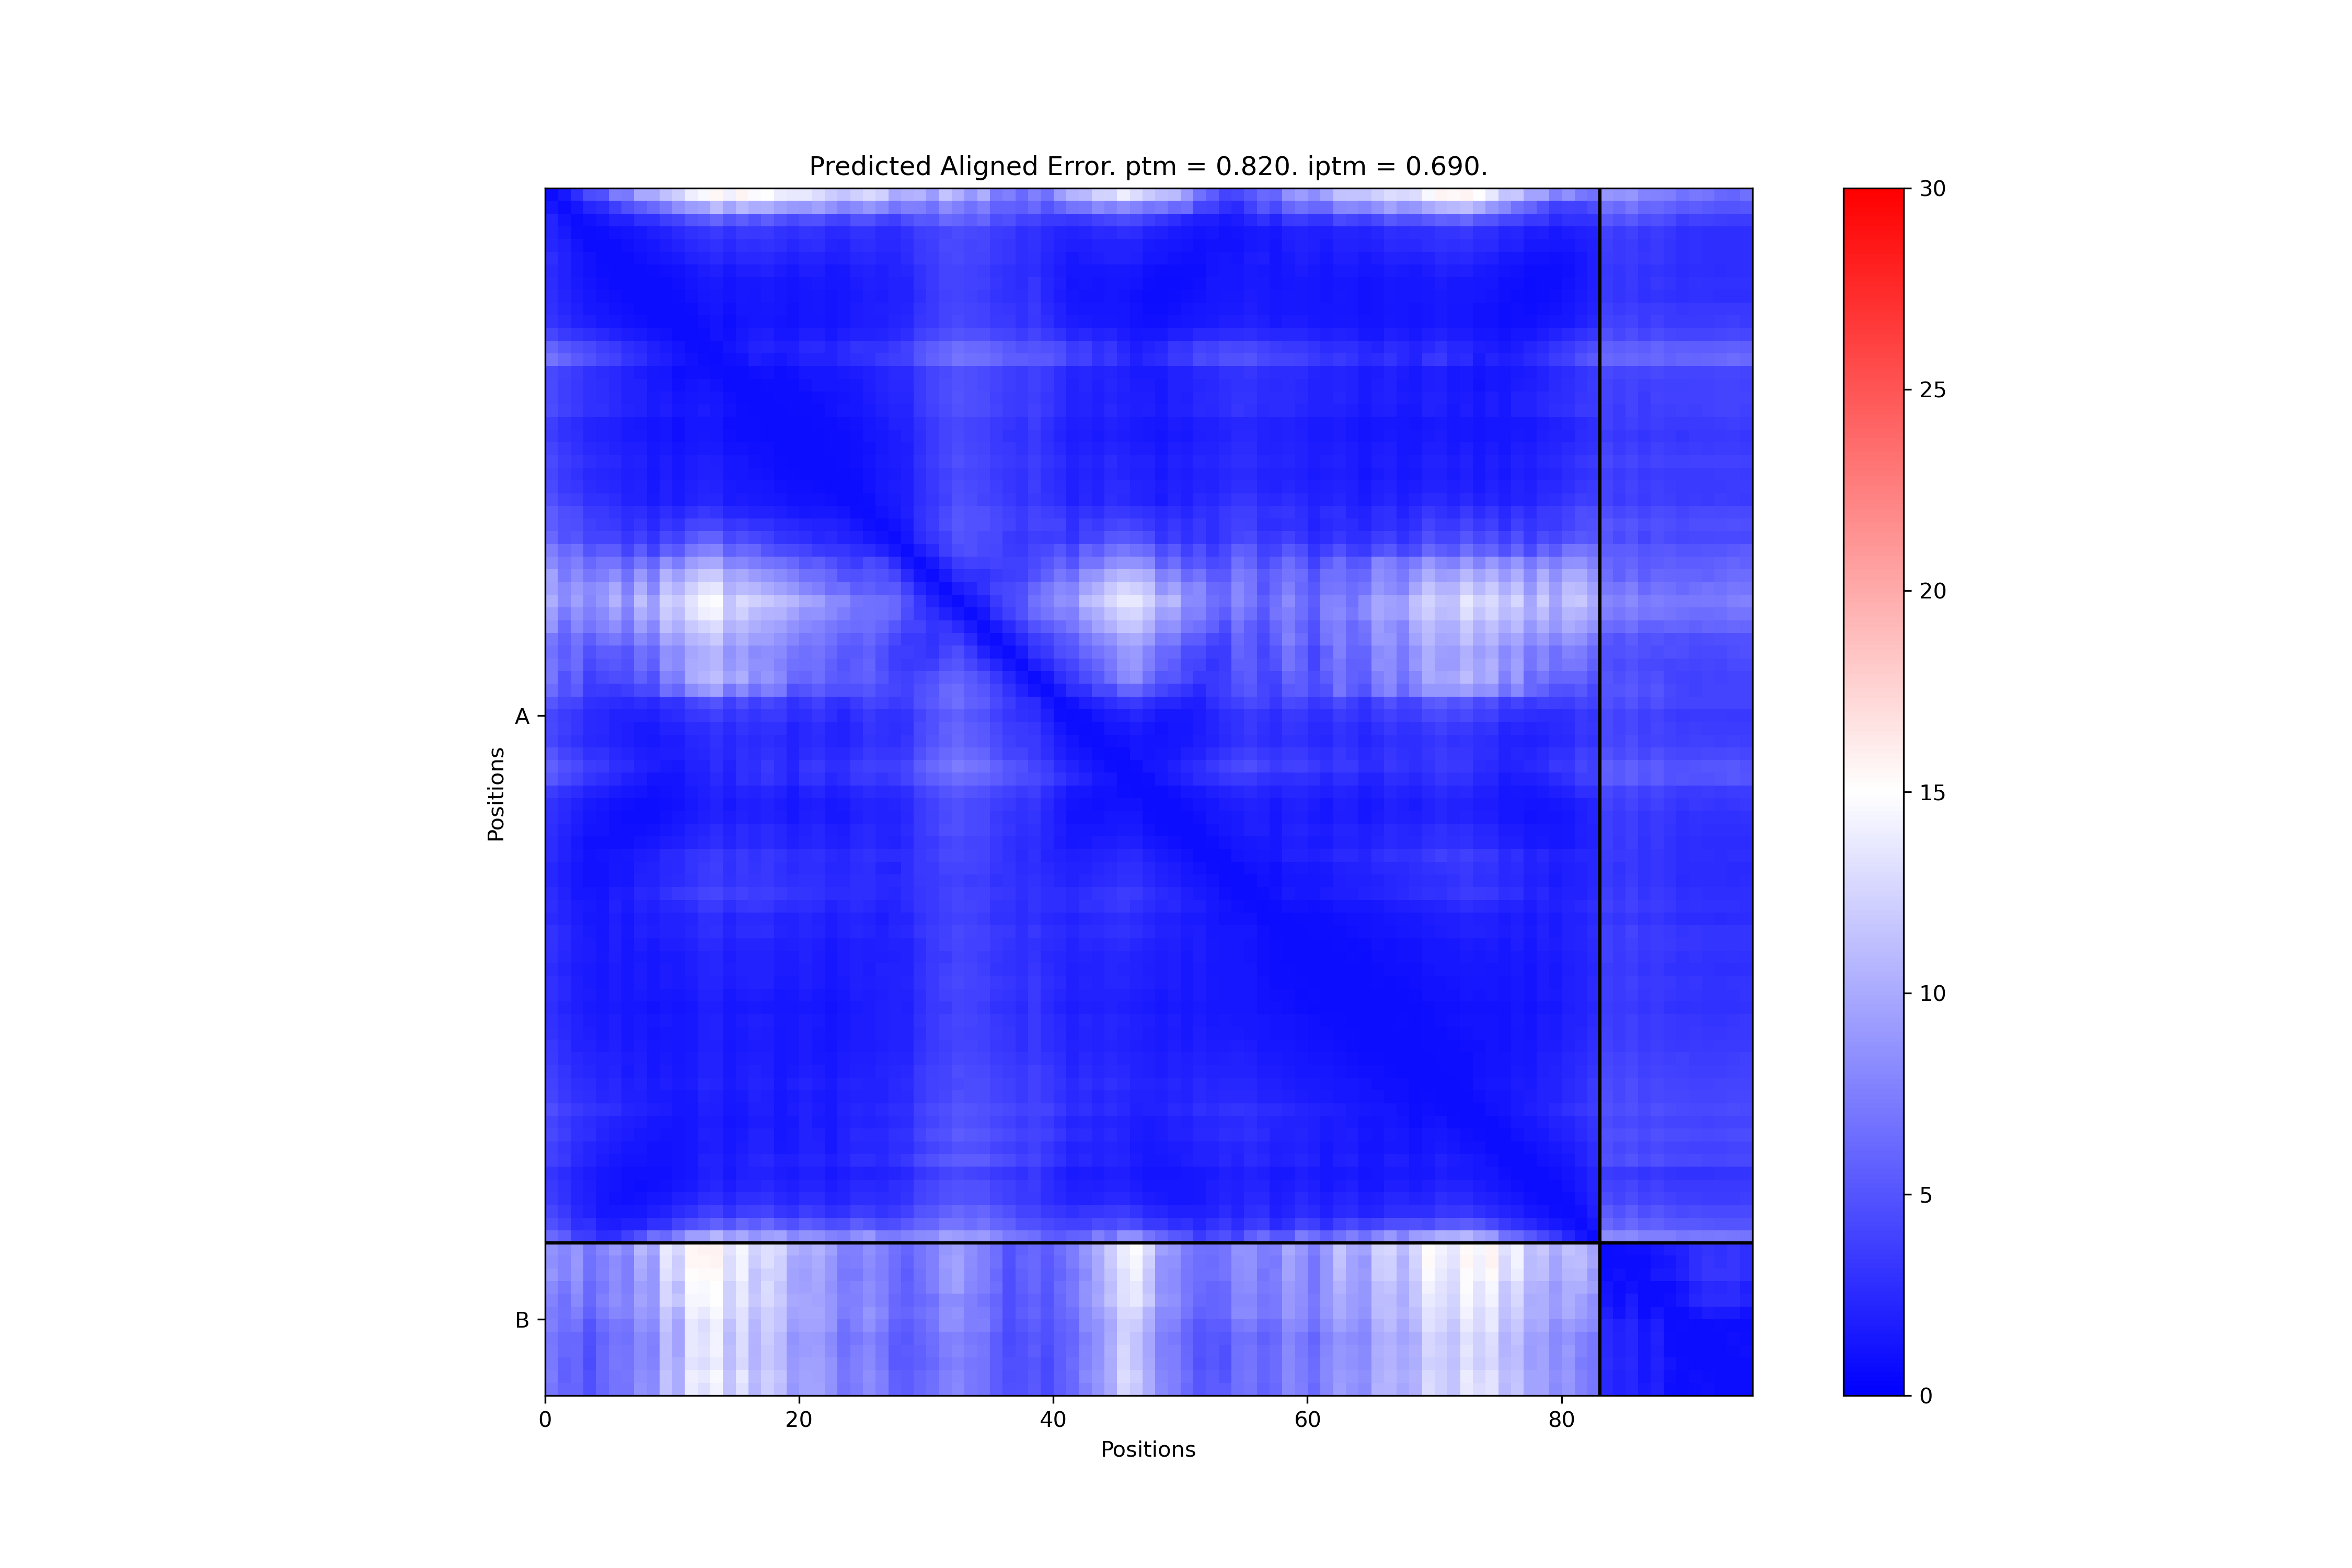 Predicted Aligned Error. ptm = 0.820. iptm = 0.690.
A
B
Positions
0
20
40
60
80
Positions
30
25
20
15
10
5
0